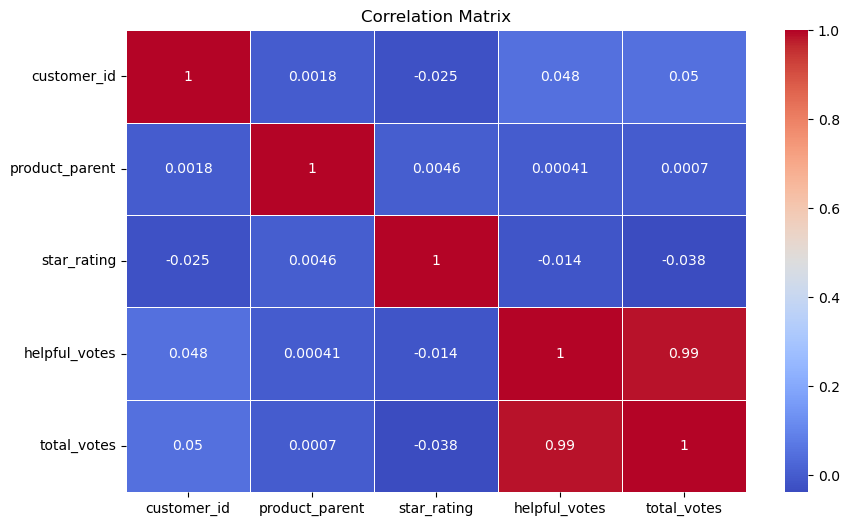 Correlation Matrix
customer_id 1 0.0018 -0.025 0.048 0.05
product_parent 0.0018 1 0.0046 0.00041 0.0007
star_rating -0.025 0.0046 1 -0.014 -0.038
helpful_votes 0.048 0.00041 -0.014 1 0.99
total_votes 0.05 0.0007 -0.038 0.99 1
customer_id product_parent star_rating helpful_votes total_votes
1.0
0.8
0.6
0.4
0.2
0.0